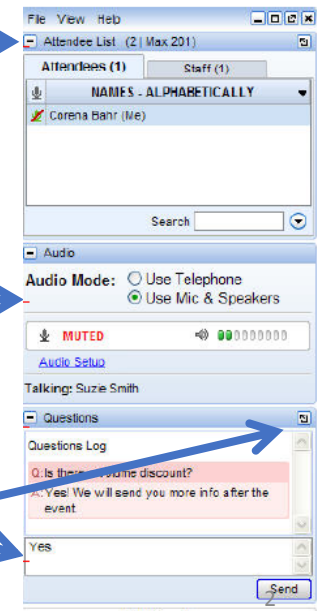 File View Help
Attendee List (2 | Max 201)
Attendees (1) Staff (1)
NAMES - ALPHABETICALLY
Corena Bahr (Me)
Search
Audio
Audio Mode: Use Telephone
Use Mic & Speakers
MUTED
Audio Setup
Talking: Suzie Smith
Questions
Questions Log
Q: Is there discount?
A: Yes! We will send you more info after the
event
Yes
Send
2